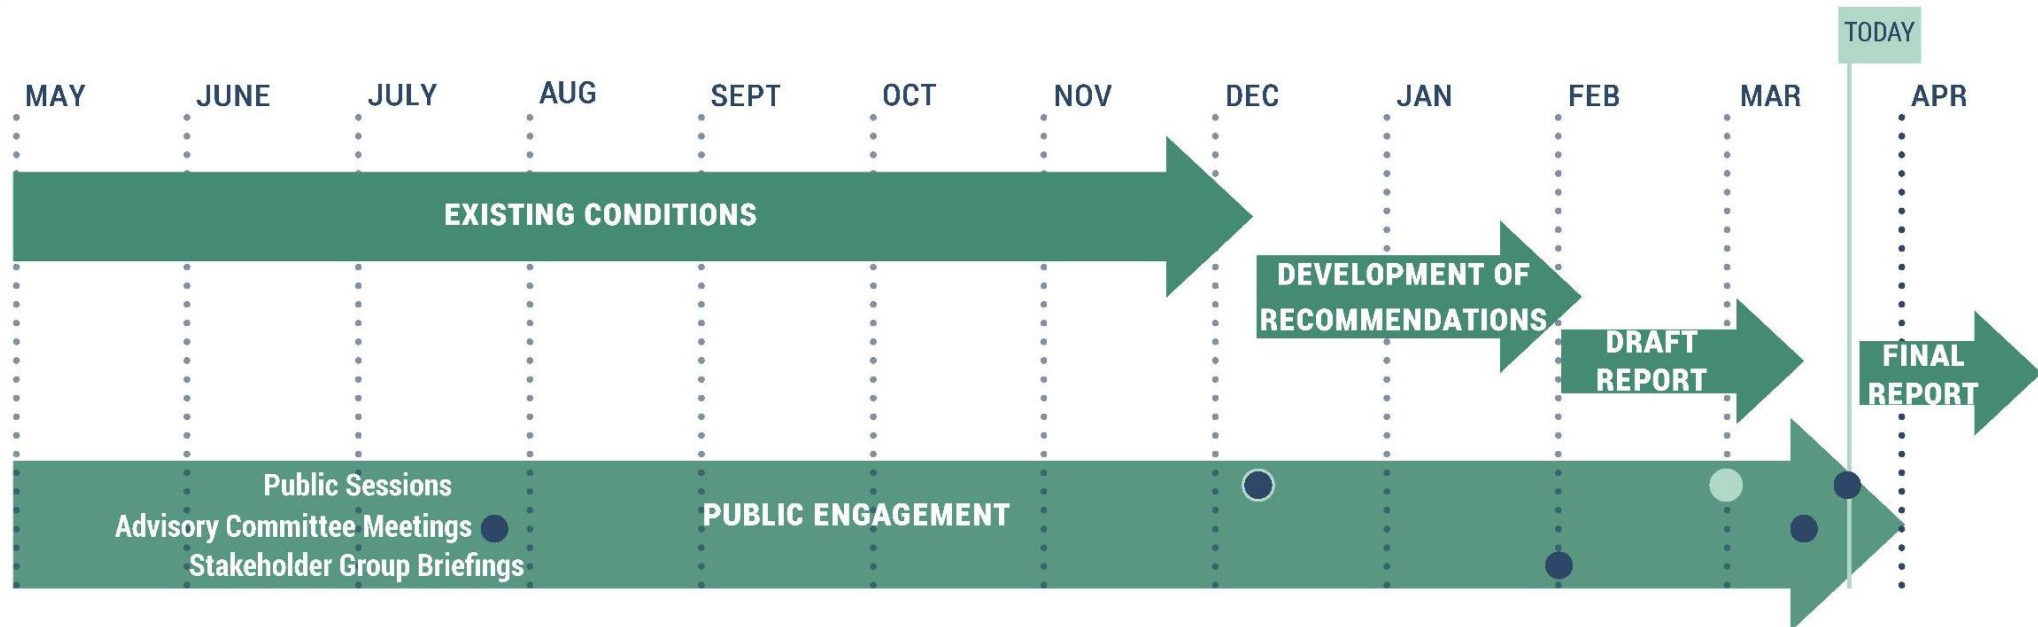 TODAY
MAY JUNE JULY AUG SEPT OCT NOV DEC JAN FEB MAR APR
EXISTING CONDITIONS
DEVELOPMENT OF
RECOMMENDATIONS
DRAFT
REPORT
FINAL
REPORT
Public Sessions
Advisory Committee Meetings
Stakeholder Group Briefings
PUBLIC ENGAGEMENT